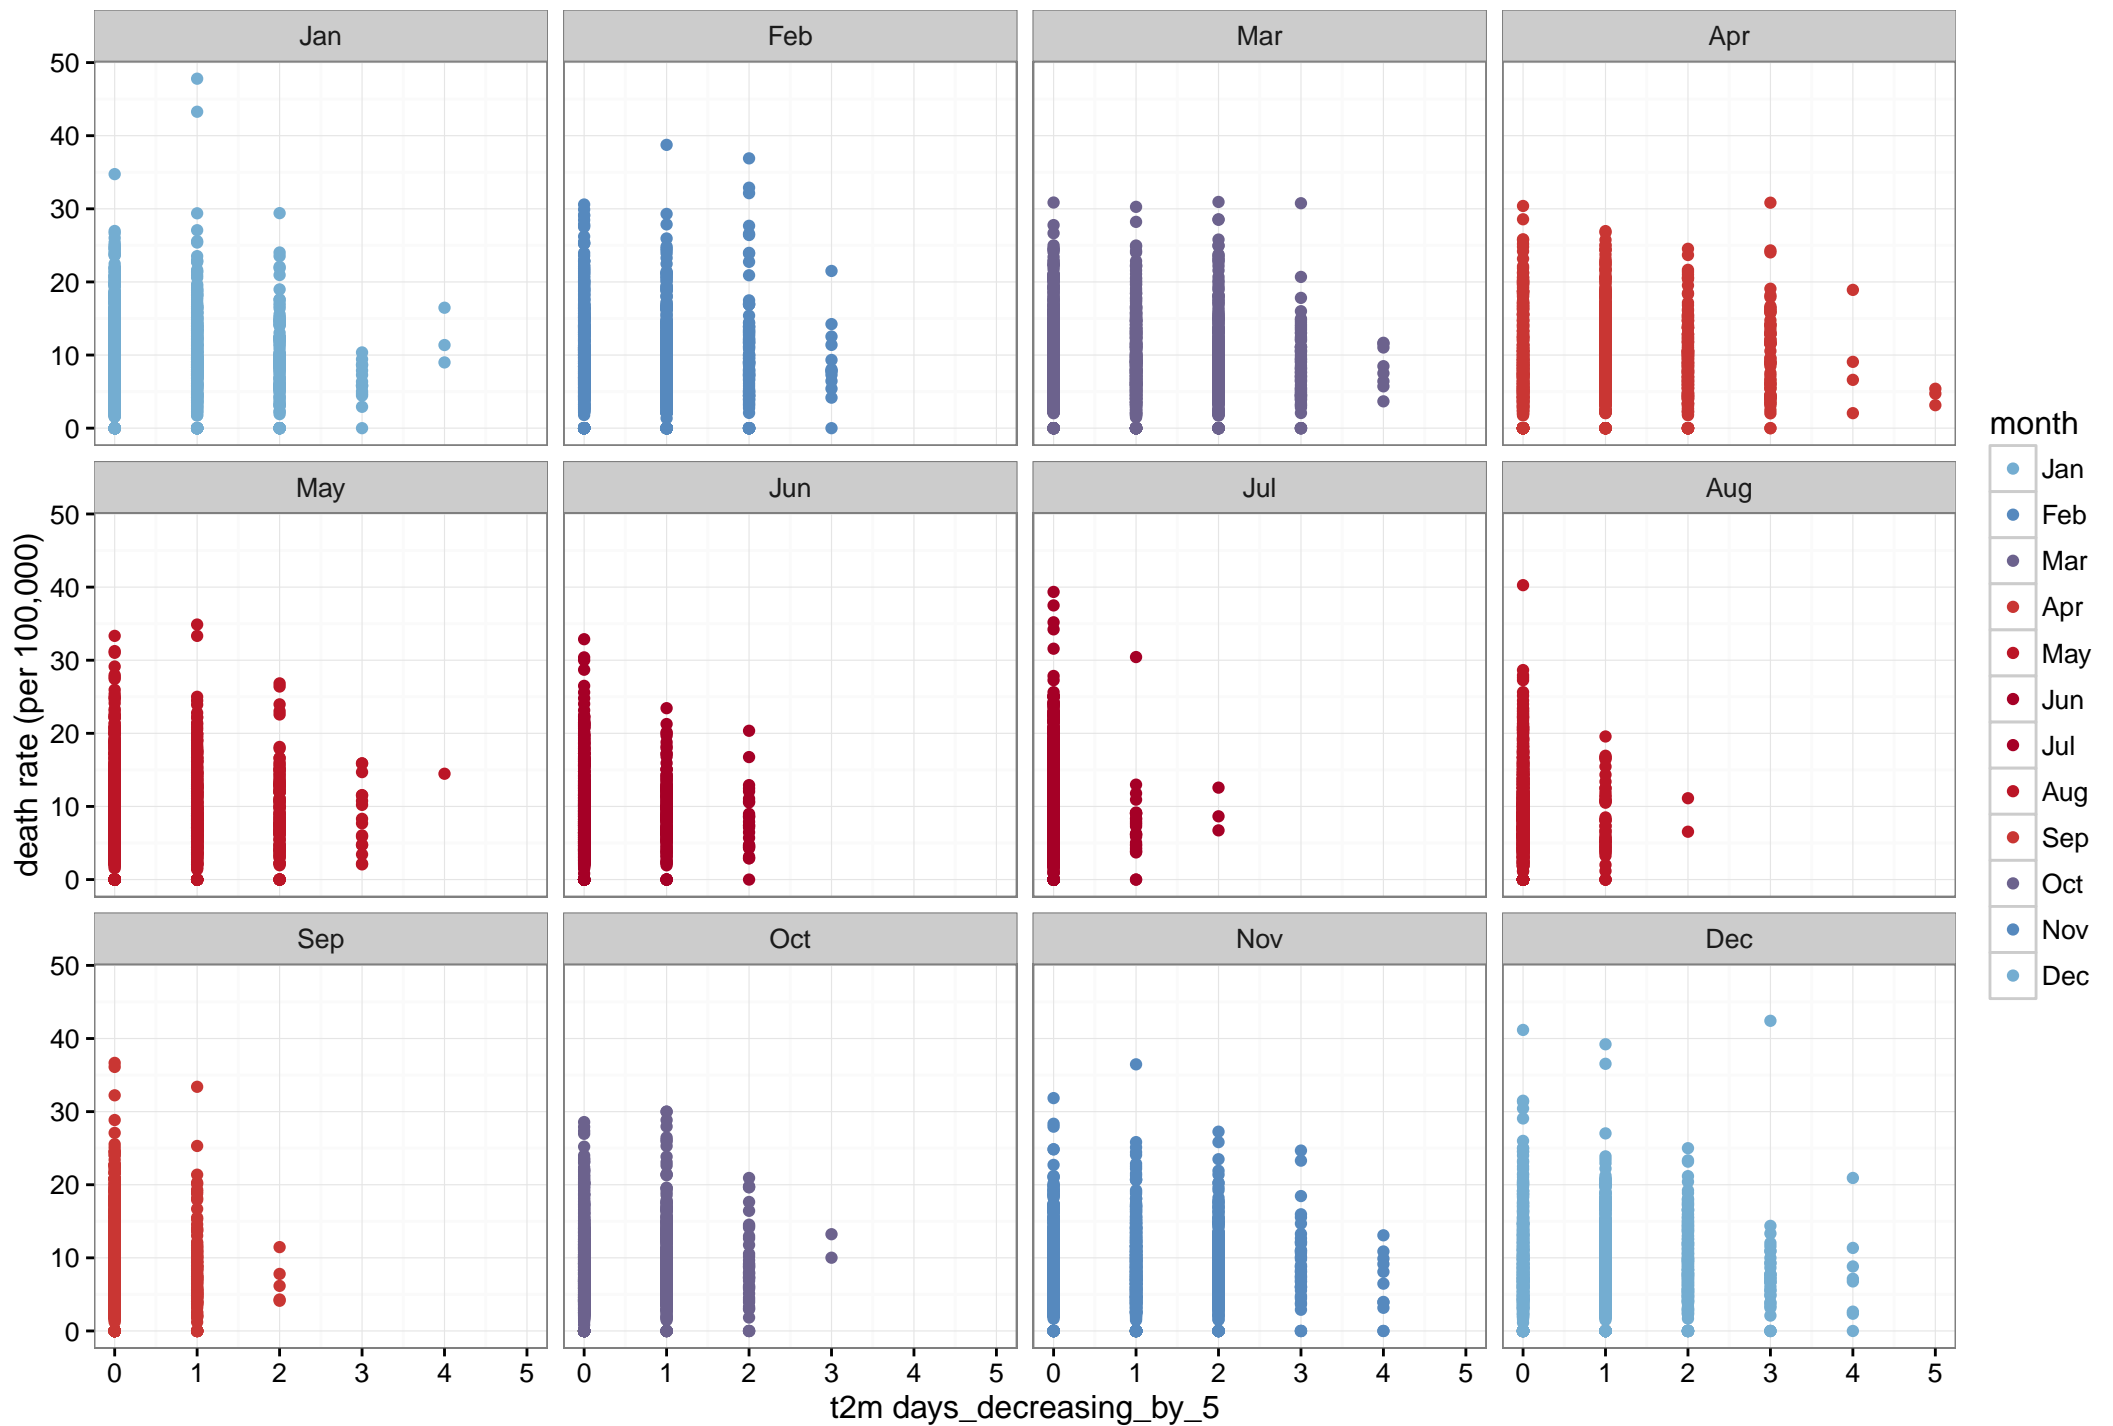 Jan Feb Mar Apr
50
40
30
20
10
0
May Jun Jul Aug
50
40
30
20
10
0
Sep Oct Nov Dec
50
40
30
20
10
0
0 1 2 3 4 5 0 1 2 3 4 5 0 1 2 3 4 5 0 1 2 3 4 5
t2m days_decreasing_by_5
death rate (per 100,000)
month
Jan
Feb
Mar
Apr
May
Jun
Jul
Aug
Sep
Oct
Nov
Dec